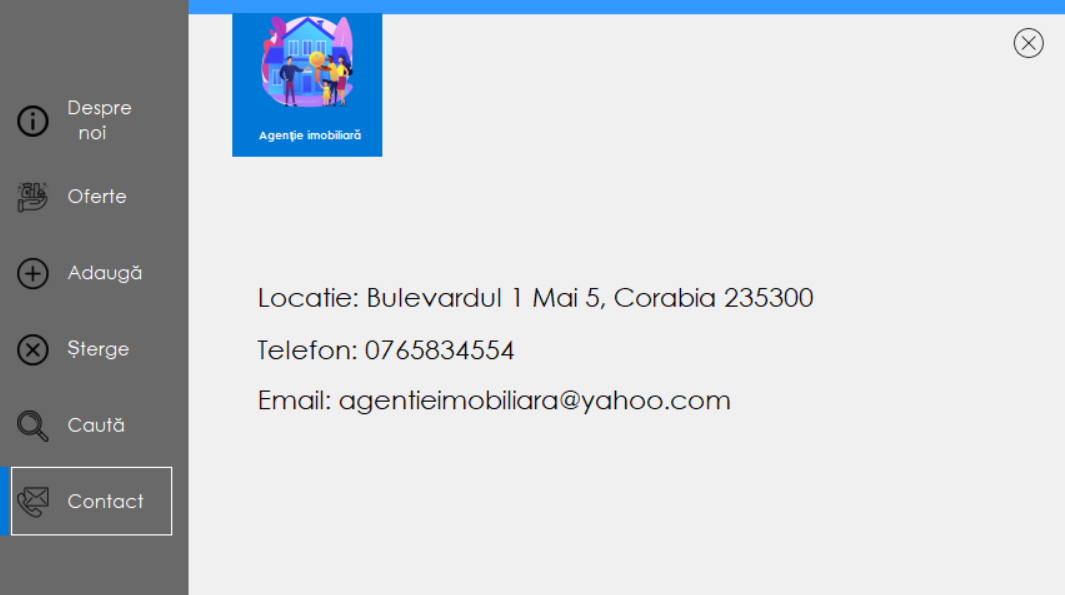 Agenție imobiliară
Despre
noi
Oferte
Adaugă
Șterge
Caută
Contact
Locatie: Bulevardul 1 Mai 5, Corabia 235300
Telefon: 0765834554
Email: agentieimobiliara@yahoo.com